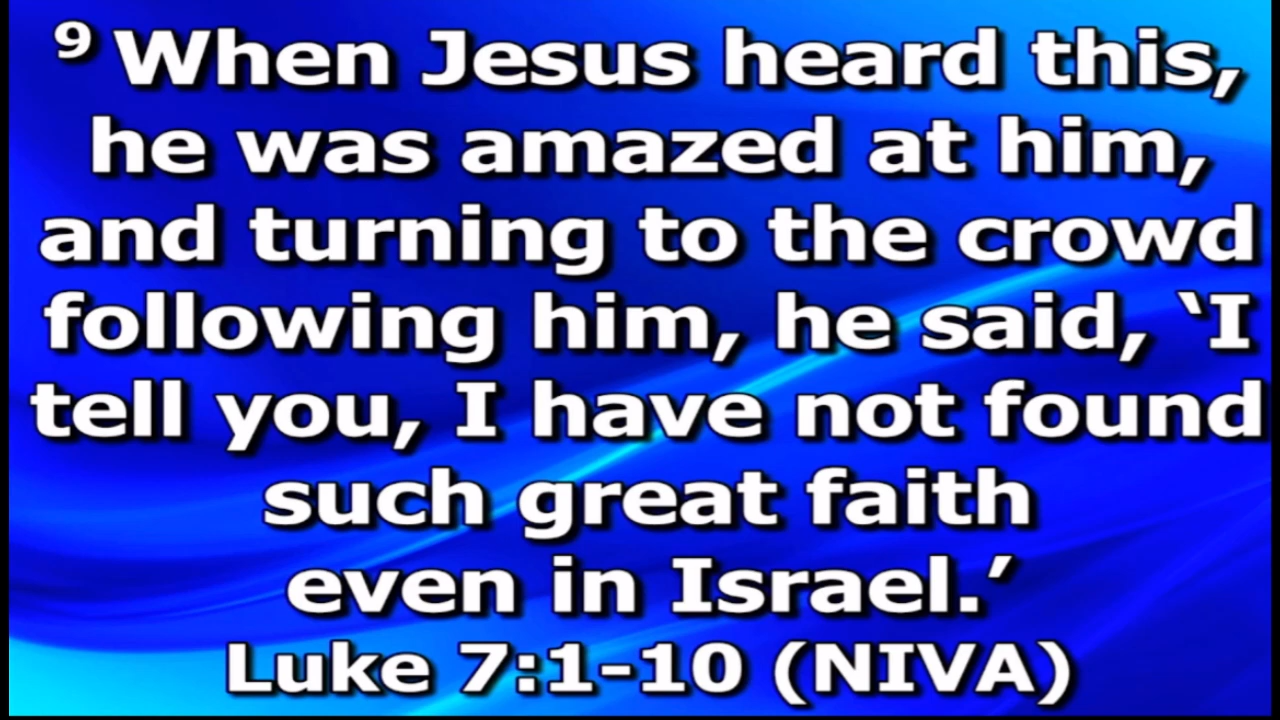 ⁹ When Jesus heard this,
he was amazed at him,
and turning to the crowd
following him, he said, ‘I
tell you, I have not found
such great faith
even in Israel.’
Luke 7:1-10 (NIVA)